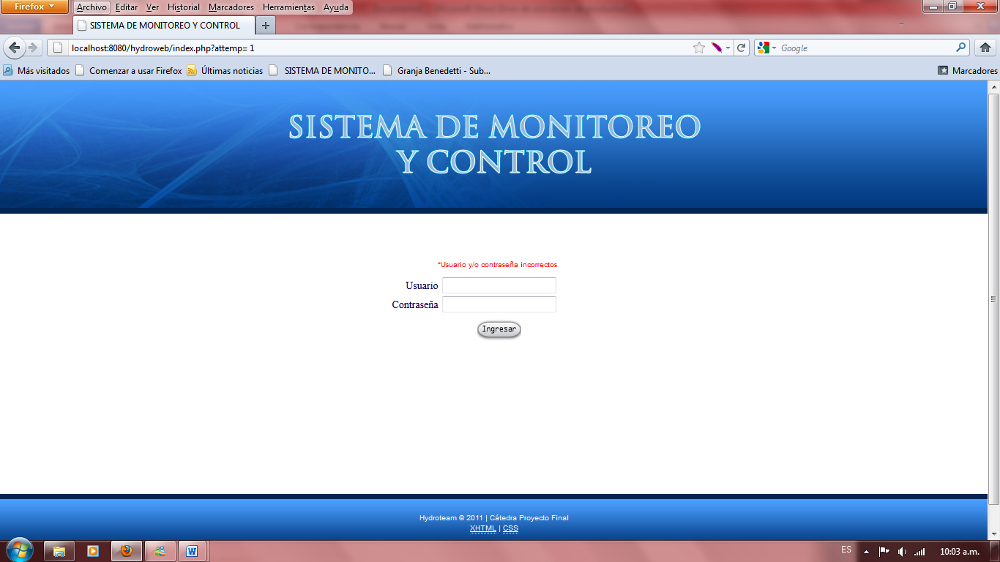 Firefox
Archivo Editar Ver Historial Marcadores Herramientas Ayuda
SISTEMA DE MONITOREO Y CONTROL
localhost:8080/hydroweb/index.php?attemp= 1
Google
Más visitados Comenzar a usar Firefox Últimas noticias SISTEMA DE MONITO... Granja Benedetti - Sub...
Marcadores
SISTEMA DE MONITOREO
Y CONTROL
*Usuario y/o contraseña incorrectos
Usuario
Contraseña
Ingresar
Hydroteam © 2011 | Cátedra Proyecto Final
XHTML | CSS
ES
10:03 a.m.